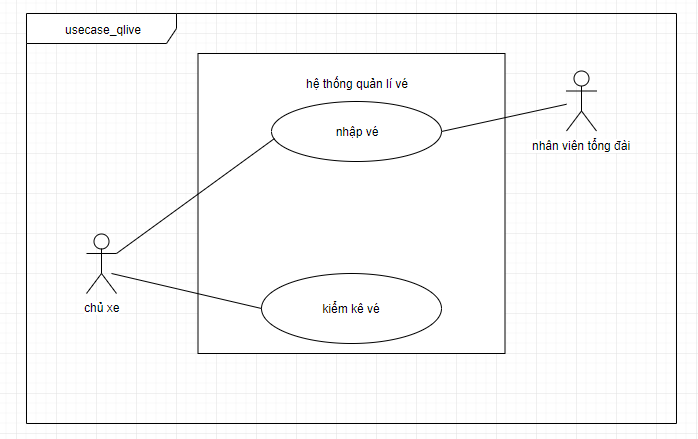 usecase_qlive
hệ thống quản lí vé
nhập vé
nhân viên tổng đài
chủ xe
kiểm kê vé